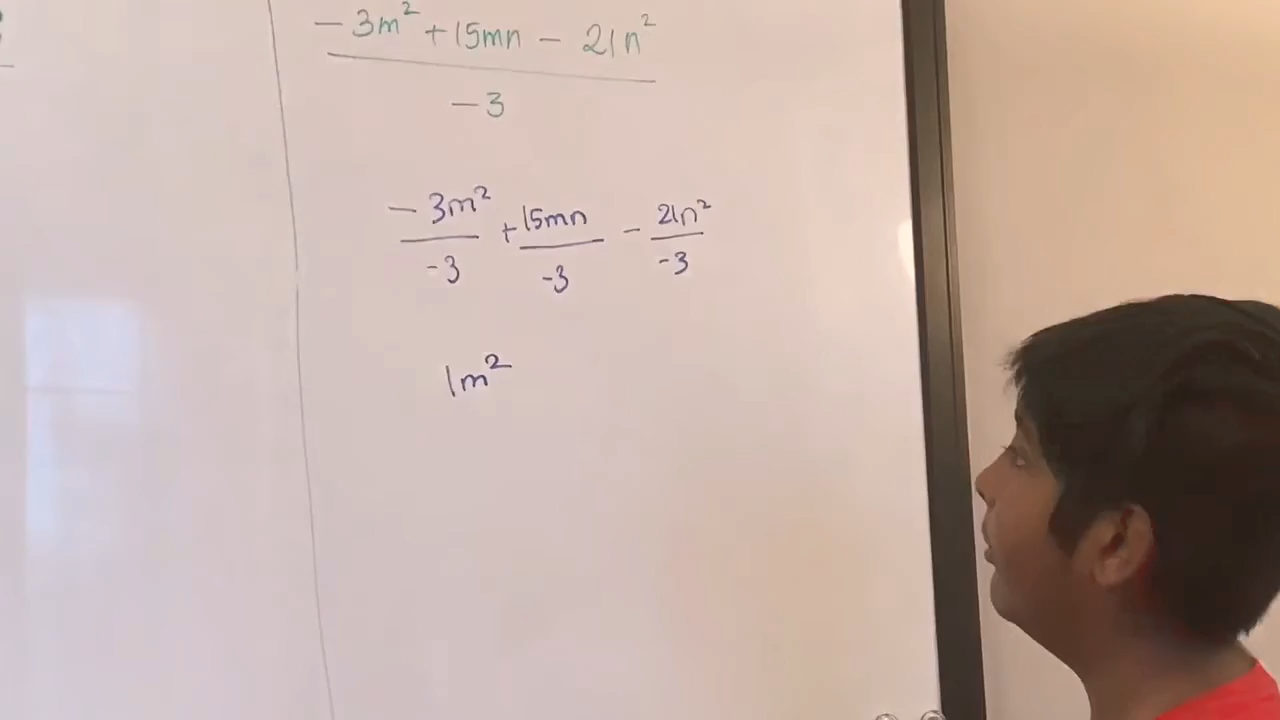 -3m² + 15mn - 21n²
-3
-3m² + 15mn - 21n²
-3 -3 -3
1m²